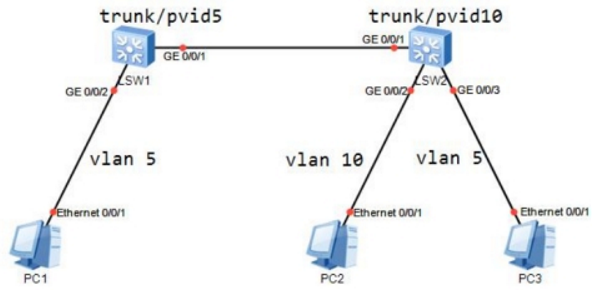 trunk/pvid5
trunk/pvid10
GE 0/0/1
GE 0/0/1
LSW1
LSW2
GE 0/0/2
GE 0/0/2
GE 0/0/3
vlan 5
vlan 10
vlan 5
Ethernet 0/0/1
Ethernet 0/0/1
Ethernet 0/0/1
PC1
PC2
PC3